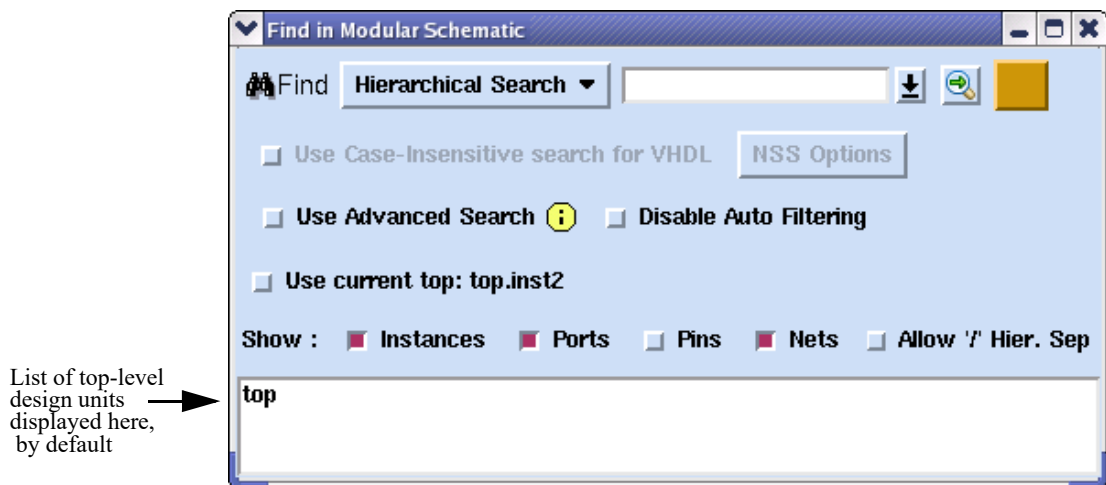 Find in Modular Schematic
Find Hierarchical Search
Use Case-Insensitive search for VHDL NSS Options
Use Advanced Search i Disable Auto Filtering
Use current top: top.inst2
Show : Instances Ports Pins Nets Allow '/' Hier. Sep
top
List of top-level
design units
displayed here,
by default